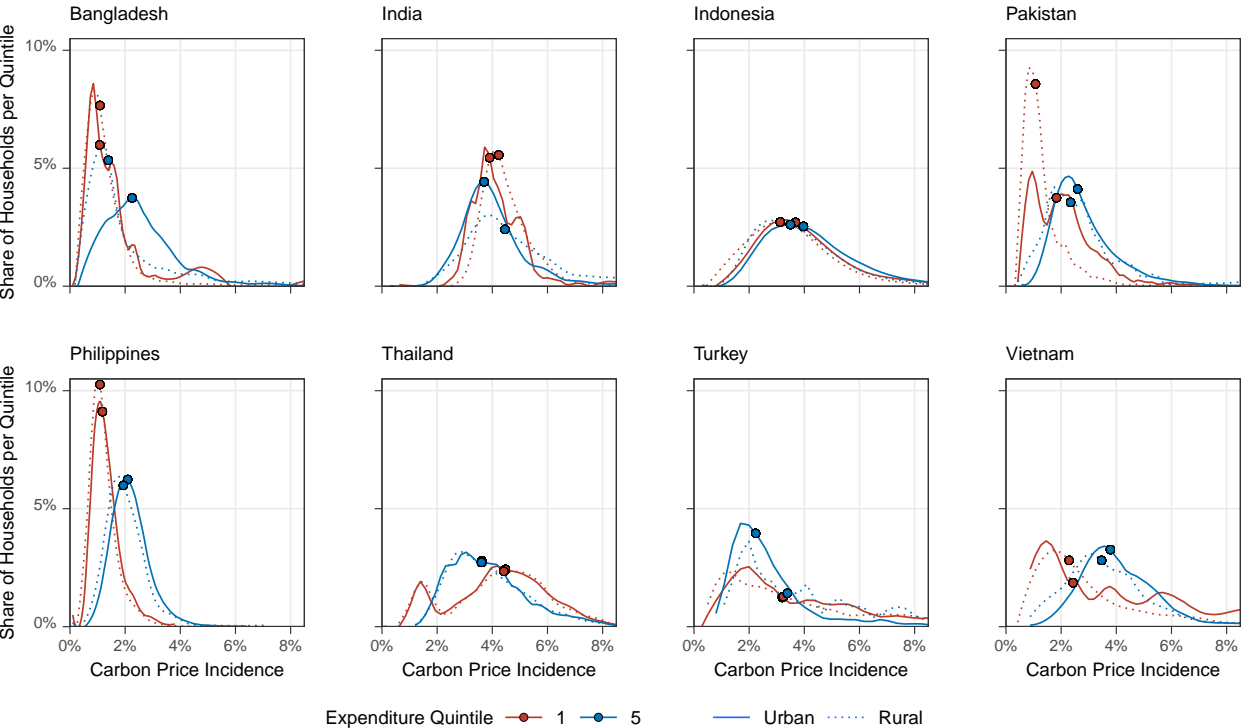 Bangladesh
India
Indonesia
Pakistan
Share of Households per Quintile
10%
5%
0%
Philippines
Thailand
Turkey
Vietnam
Share of Households per Quintile
10%
5%
0%
0% 2% 4% 6% 8%
0% 2% 4% 6% 8%
0% 2% 4% 6% 8%
0% 2% 4% 6% 8%
Carbon Price Incidence
Carbon Price Incidence
Carbon Price Incidence
Carbon Price Incidence
Expenditure Quintile 1 5 Urban Rural